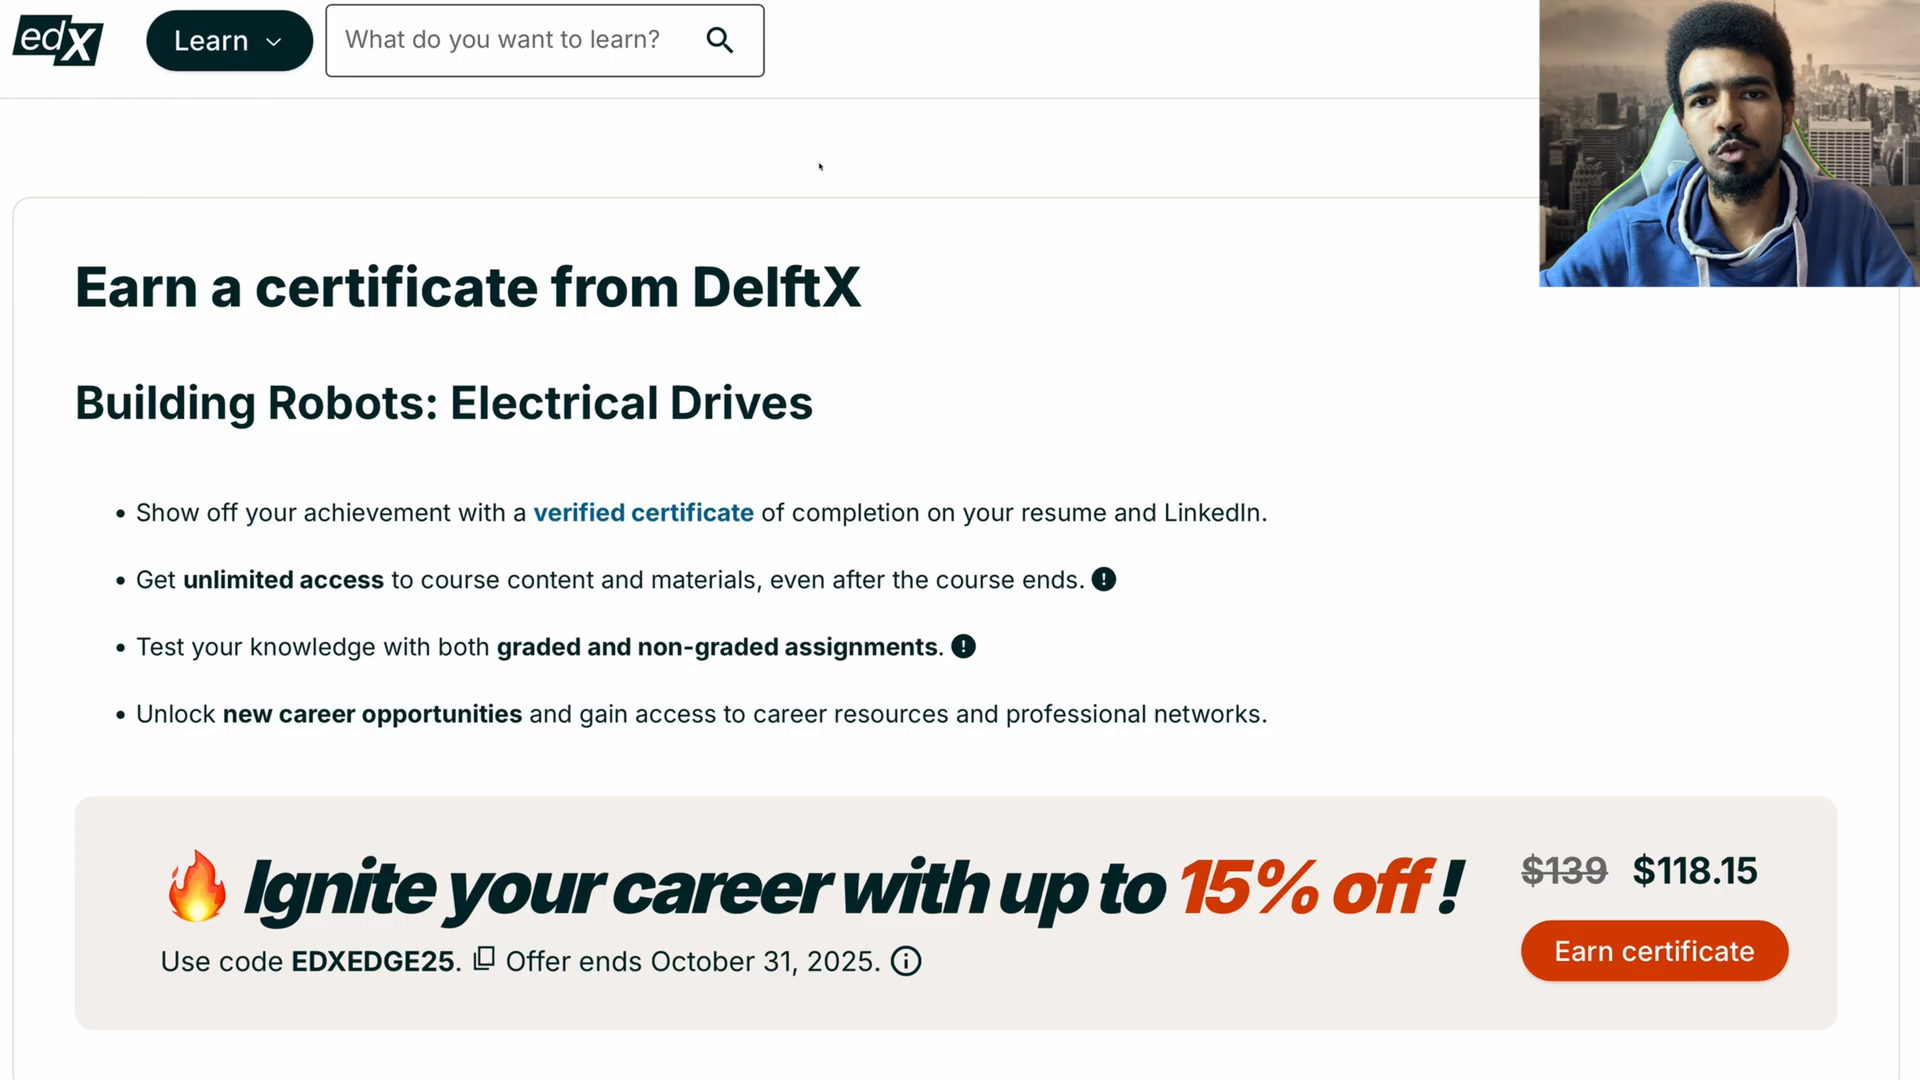 edX
Learn
What do you want to learn?
Earn a certificate from DelftX
Building Robots: Electrical Drives
• Show off your achievement with a verified certificate of completion on your resume and LinkedIn.
• Get unlimited access to course content and materials, even after the course ends.
• Test your knowledge with both graded and non-graded assignments.
• Unlock new career opportunities and gain access to career resources and professional networks.
🔥 Ignite your career with up to 15% off!
$139 $118.15
Use code EDXEDGE25. Offer ends October 31, 2025.
Earn certificate